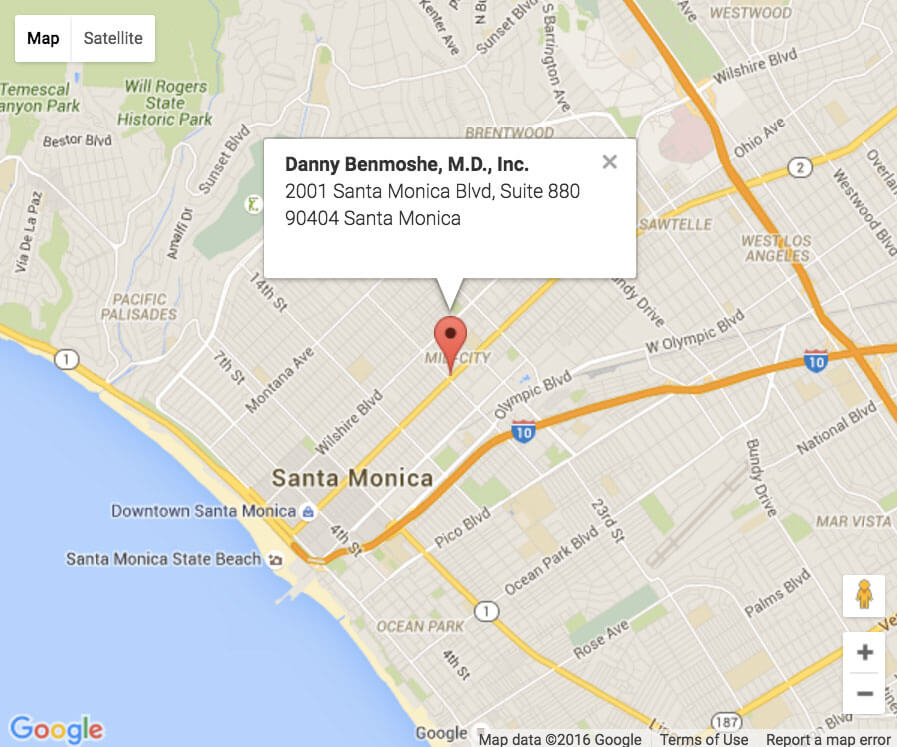 Map
Satellite
WESTWOOD
Kenter Ave
N B
Sunset Blvd
S Barrington Ave
Wilshire Blvd
Temescal
anyon Park
Will Rogers
State
Historic Park
Bestor Blvd
Sunset Blvd
BRENTWOOD
Ohio Ave
2
Overlan
Westwood Blvd
Danny Benmoshe, M.D., Inc.
2001 Santa Monica Blvd, Suite 880
90404 Santa Monica
Via De La Paz
Amalfi Dr
SAWTELLE
WEST LOS
ANGELES
14th St
PACIFIC
PALISADES
Bundy Drive
W Olympic Blvd
1
7th St
Montana Ave
MID-CITY
10
Wilshire Blvd
Olympic Blvd
10
National Blvd
Santa Monica
Bundy Drive
Downtown Santa Monica
4th St
Pico Blvd
23rd St
MAR VISTA
Santa Monica State Beach
Ocean Park Blvd
Palms Blvd
1
OCEAN PARK
Rose Ave
Ve
4th St
Google
Google
187
Blvd
Map data ©2016 Google
Terms of Use
Report a map error